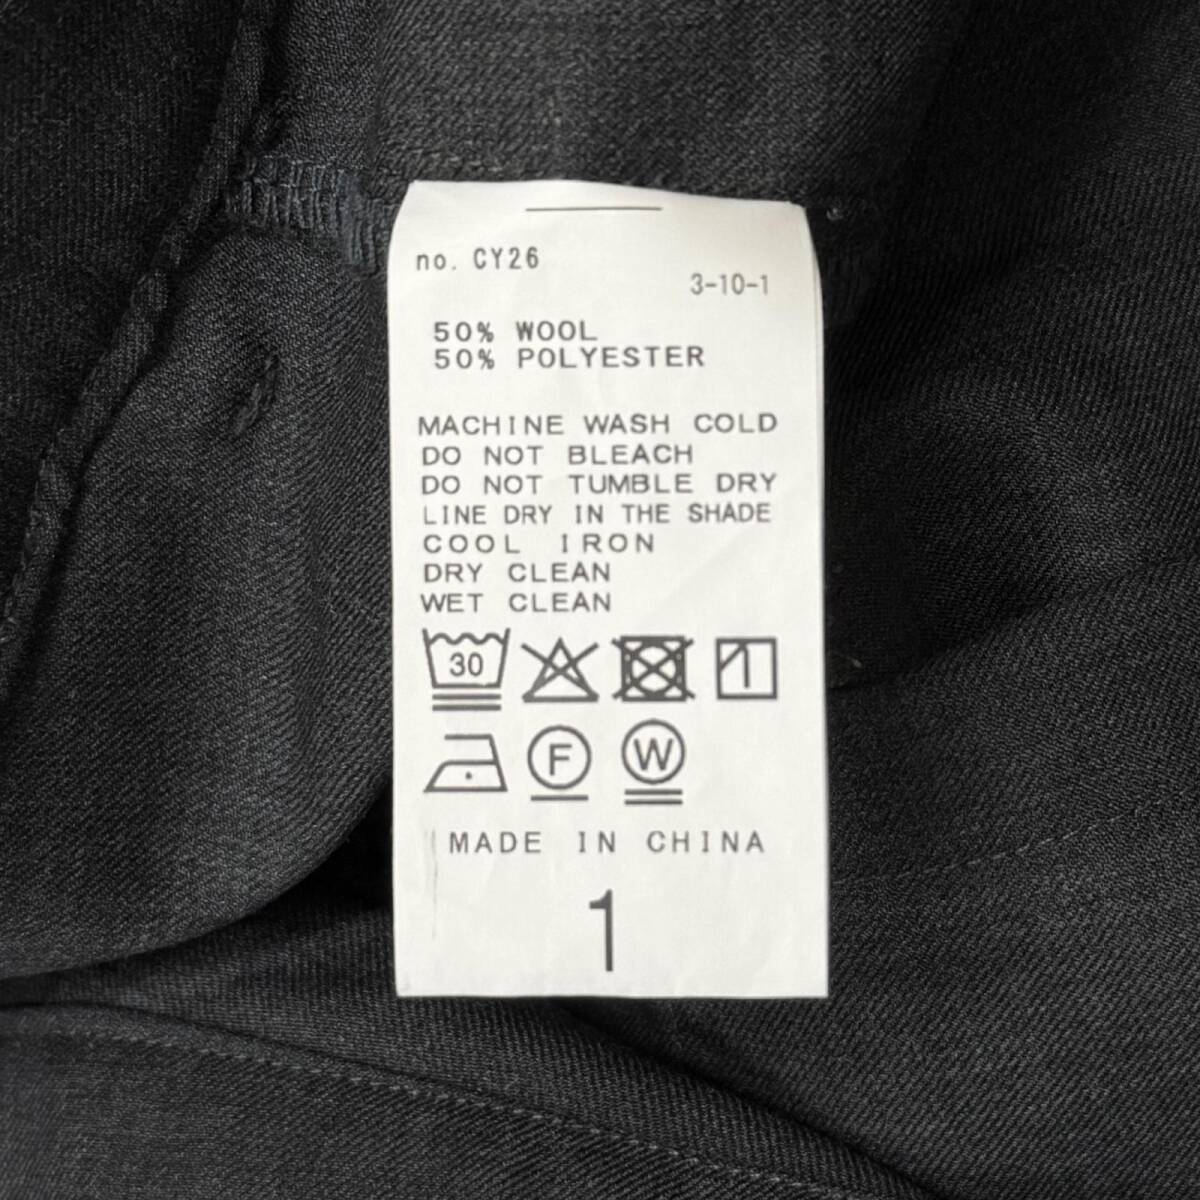 no. CY26
3-10-1
50% WOOL
50% POLYESTER
MACHINE WASH COLD
DO NOT BLEACH
DO NOT TUMBLE DRY
LINE DRY IN THE SHADE
COOL IRON
DRY CLEAN
WET CLEAN
30
F W
MADE IN CHINA
1